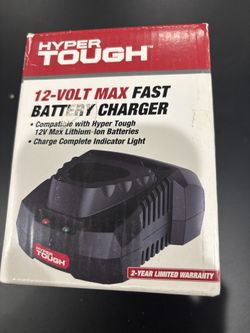 HYPER
TOUGH™
12-VOLT MAX FAST
BATTERY CHARGER
• Compatible with Hyper Tough
12V Max Lithium-Ion Batteries
• Charge Complete Indicator Light
HYPER
TOUGH
2-YEAR LIMITED WARRANTY